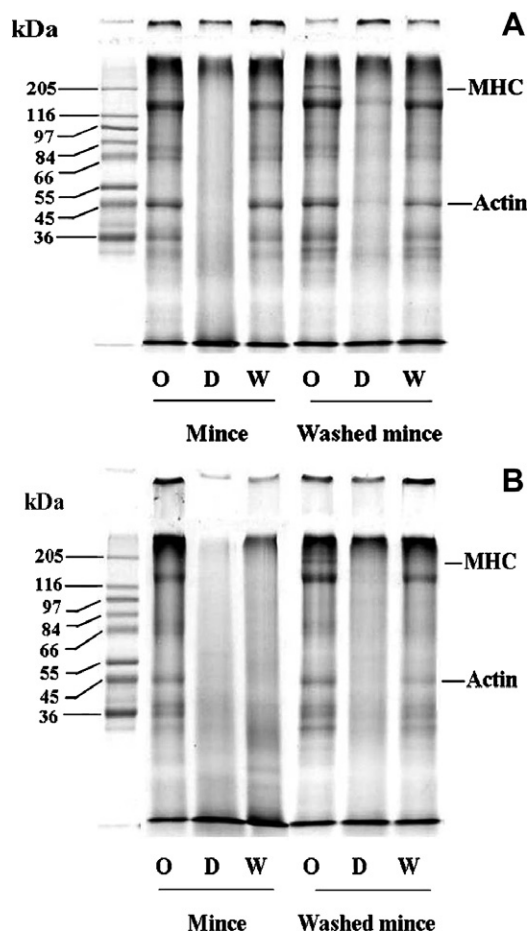 A
kDa
205
116
97
84
66
55
45
36
MHC
Actin
O D W O D W
Mince Washed mince
B
kDa
205
116
97
84
66
55
45
36
MHC
Actin
O D W O D W
Mince Washed mince